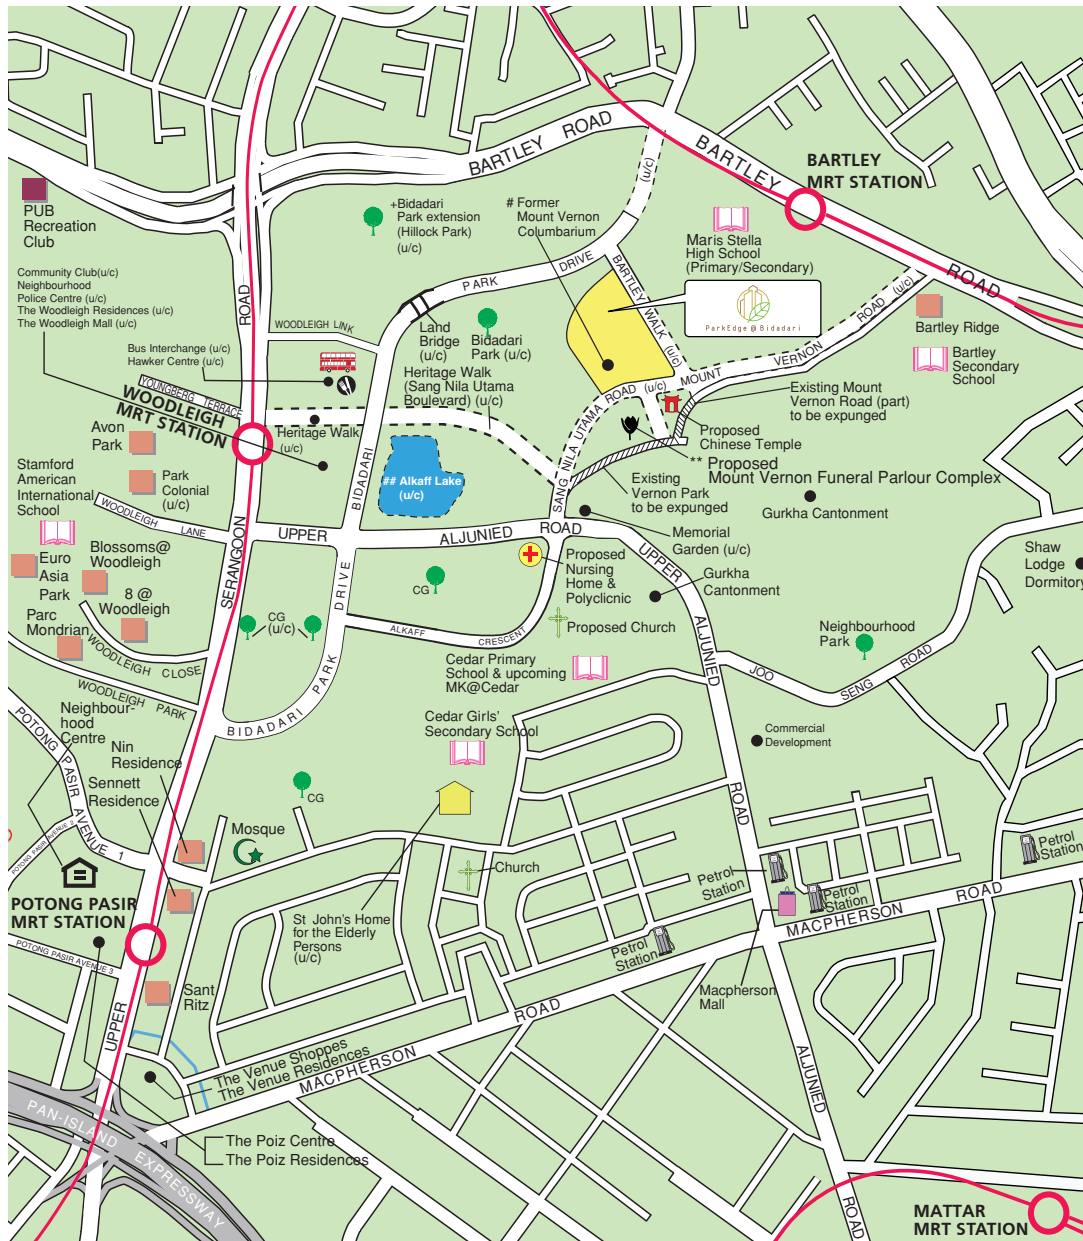 BARTLEY ROAD
BARTLEY
ROAD
BARTLEY
MRT STATION
(u/c)
PUB
Recreation
Club
+Bidadari
Park extension
(Hillock Park)
(u/c)
# Former
Mount Vernon
Columbarium
Maris Stella
High School
(Primary/Secondary)
Community Club(u/c)
Neighbourhood
Police Centre (u/c)
The Woodleigh Residences (u/c)
The Woodleigh Mall (u/c)
ROAD
PARK DRIVE
BARTLEY WALK (u/c)
ParkEdge @ Bidadari
ROAD (u/c)
Bartley Ridge
WOODLEIGH LINK
Land
Bridge
(u/c)
Bidadari
Park (u/c)
Bus Interchange (u/c)
Hawker Centre (u/c)
Heritage Walk
(Sang Nila Utama
Boulevard) (u/c)
MOUNT VERNON
Bartley
Secondary
School
YOUNGBERG TERRACE
WOODLEIGH
MRT STATION
SANG NILA UTAMA ROAD (u/c)
Existing Mount
Vernon Road (part)
to be expunged
Avon
Park
Heritage Walk
(u/c)
Proposed
Chinese Temple
** Proposed
Mount Vernon Funeral Parlour Complex
Stamford
American
International
School
Park
Colonial
(u/c)
BIDADARI
## Alkaff Lake
(u/c)
Existing
Vernon Park
to be expunged
Gurkha Cantonment
WOODLEIGH LANE
UPPER
ALJUNIED
ROAD
Memorial
Garden (u/c)
UPPER
Shaw
Lodge
Dormitory
Euro
Asia
Park
Blossoms@
Woodleigh
SERANGOON
Proposed
Nursing
Home &
Polyclinic
Gurkha
Cantonment
8 @
Woodleigh
DRIVE
CG
Parc
Mondrian
CG
(u/c)
ALKAFF CRESCENT
Proposed Church
ALJUNIED
Neighbourhood
Park
WOODLEIGH CLOSE
Cedar Primary
School & upcoming
MK@Cedar
JOO SENG ROAD
WOODLEIGH PARK
BIDADARI PARK
Neighbour-
hood
Centre
Cedar Girls'
Secondary School
Commercial
Development
POTONG PASIR AVENUE 1
Nin
Residence
Sennett
Residence
CG
ROAD
POTONG PASIR AVENUE 2
Mosque
Church
Petrol
Station
Petrol
Station
Petrol
Station
POTONG PASIR
MRT STATION
St John's Home
for the Elderly
Persons
(u/c)
MACPHERSON ROAD
Petrol
Station
POTONG PASIR AVENUE 3
Sant
Ritz
Macpherson
Mall
UPPER
ROAD
The Venue Shoppes
The Venue Residences
MACPHERSON
ALJUNIED
PAN-ISLAND EXPRESSWAY
The Poiz Centre
The Poiz Residences
ROAD
MATTAR
MRT STATION